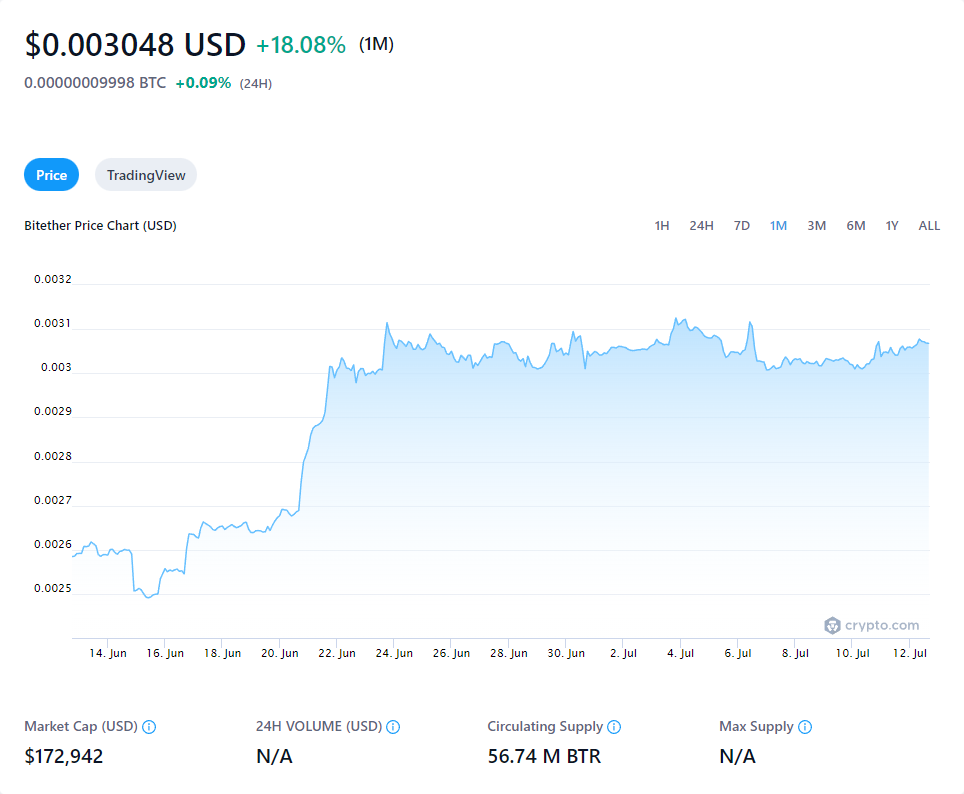 $0.003048 USD +18.08% (1M)
0.00000009998 BTC +0.09% (24H)
Price TradingView
Bitether Price Chart (USD) 1H 24H 7D 1M 3M 6M 1Y ALL
0.0032
0.0031
0.003
0.0029
0.0028
0.0027
0.0026
0.0025
crypto.com
14. Jun 16. Jun 18. Jun 20. Jun 22. Jun 24. Jun 26. Jun 28. Jun 30. Jun 2. Jul 4. Jul 6. Jul 8. Jul 10. Jul 12. Jul
Market Cap (USD) 24H VOLUME (USD) Circulating Supply Max Supply
$172,942 N/A 56.74 M BTR N/A